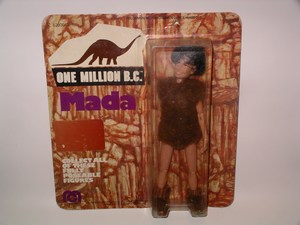 ONE MILLION B.C.
Mada
COLLECT ALL
OF THESE
FULLY
POSEABLE
FIGURES